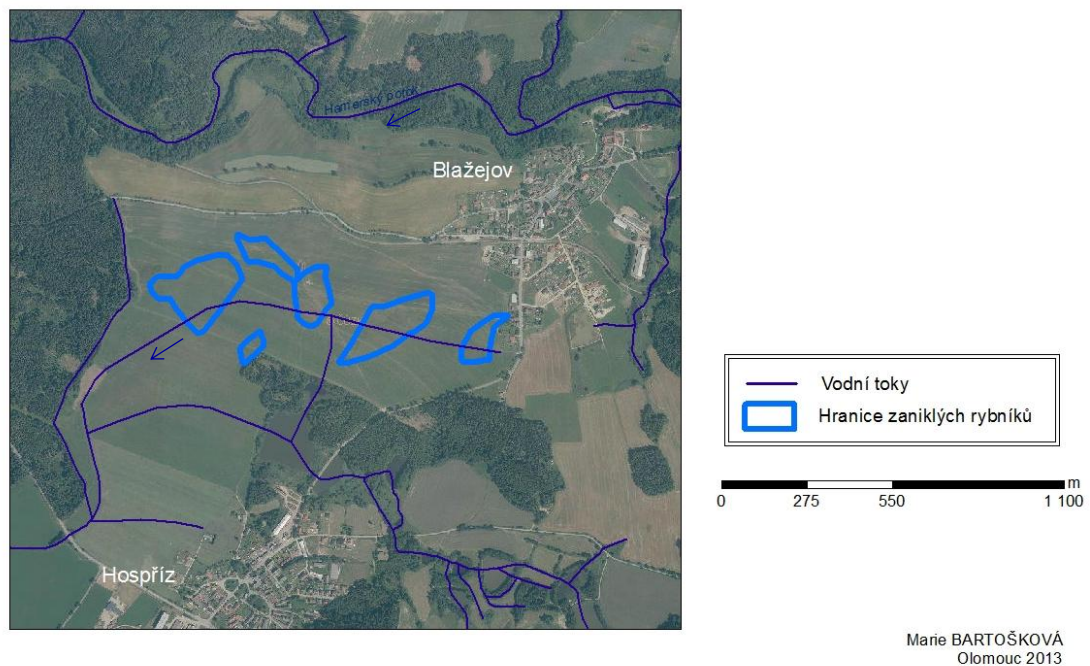 Hamerský potok
Blažejov
Hospříz
Vodní toky
Hranice zaniklých rybníků
m
0 275 550 1 100
Marie BARTOŠKOVÁ
Olomouc 2013